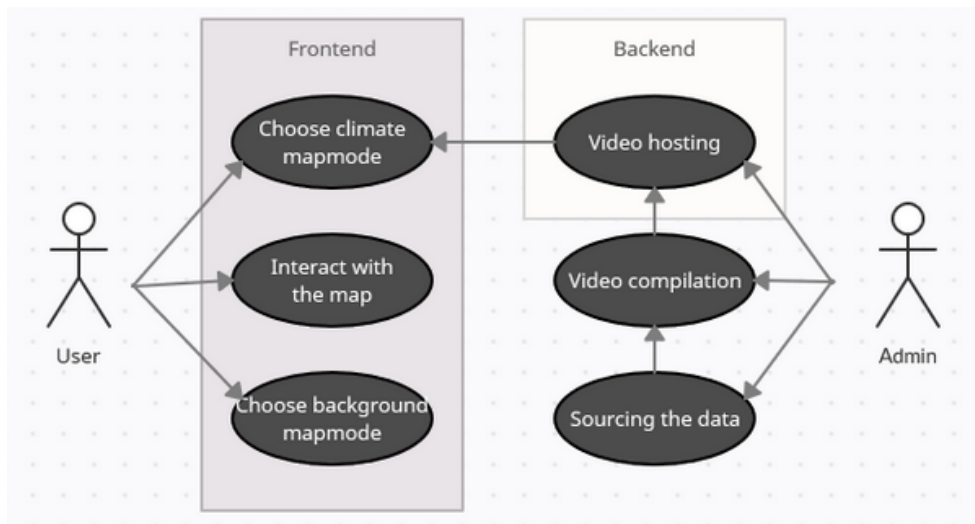 Frontend
Backend
Choose climate
mapmode
Video hosting
Interact with
the map
Video compilation
User
Admin
Choose background
mapmode
Sourcing the data